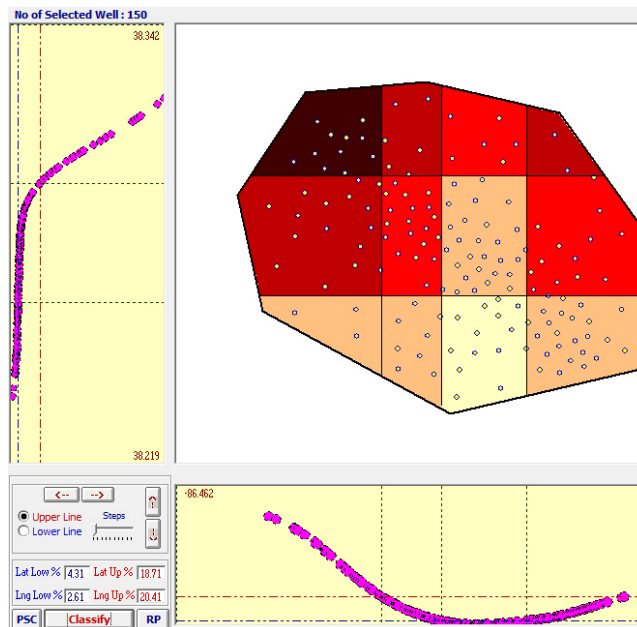 No of Selected Well : 150
38.342
38.219
-86.462
<--
-->
Upper Line
Steps
Lower Line
Lat Low % 4.31 Lat Up % 18.71
Lng Low % 2.61 Lng Up % 20.41
PSC Classify RP